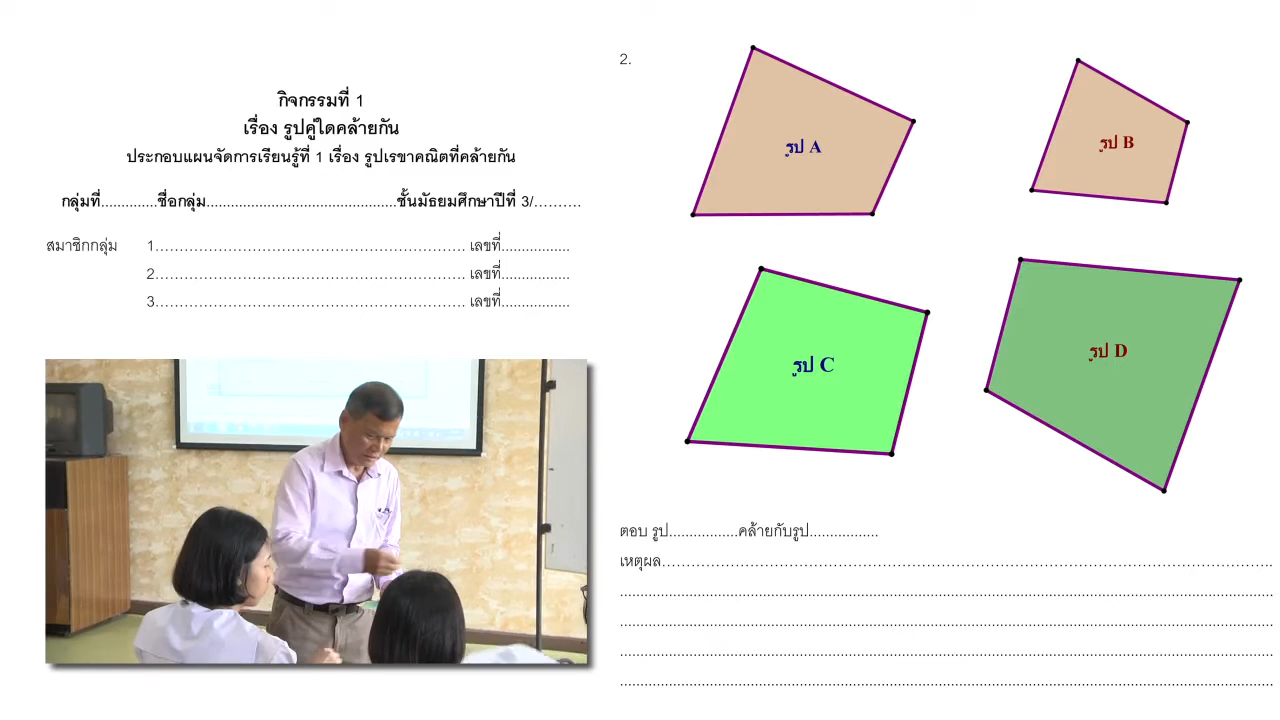 กิจกรรมที่ 1
เรื่อง รูปคู่ใดคล้ายกัน
ประกอบแผนจัดการเรียนรู้ที่ 1 เรื่อง รูปเรขาคณิตที่คล้ายกัน
กลุ่มที่..............ชื่อกลุ่ม...............................................ชั้นมัธยมศึกษาปีที่ 3/..........
สมาชิกกลุ่ม 1.................................................................. เลขที่.................
2.................................................................. เลขที่.................
3.................................................................. เลขที่.................
2.
รูป A
รูป B
รูป C
รูป D
ตอบ รูป.................คล้ายกับรูป.................
เหตุผล..................................................................................................